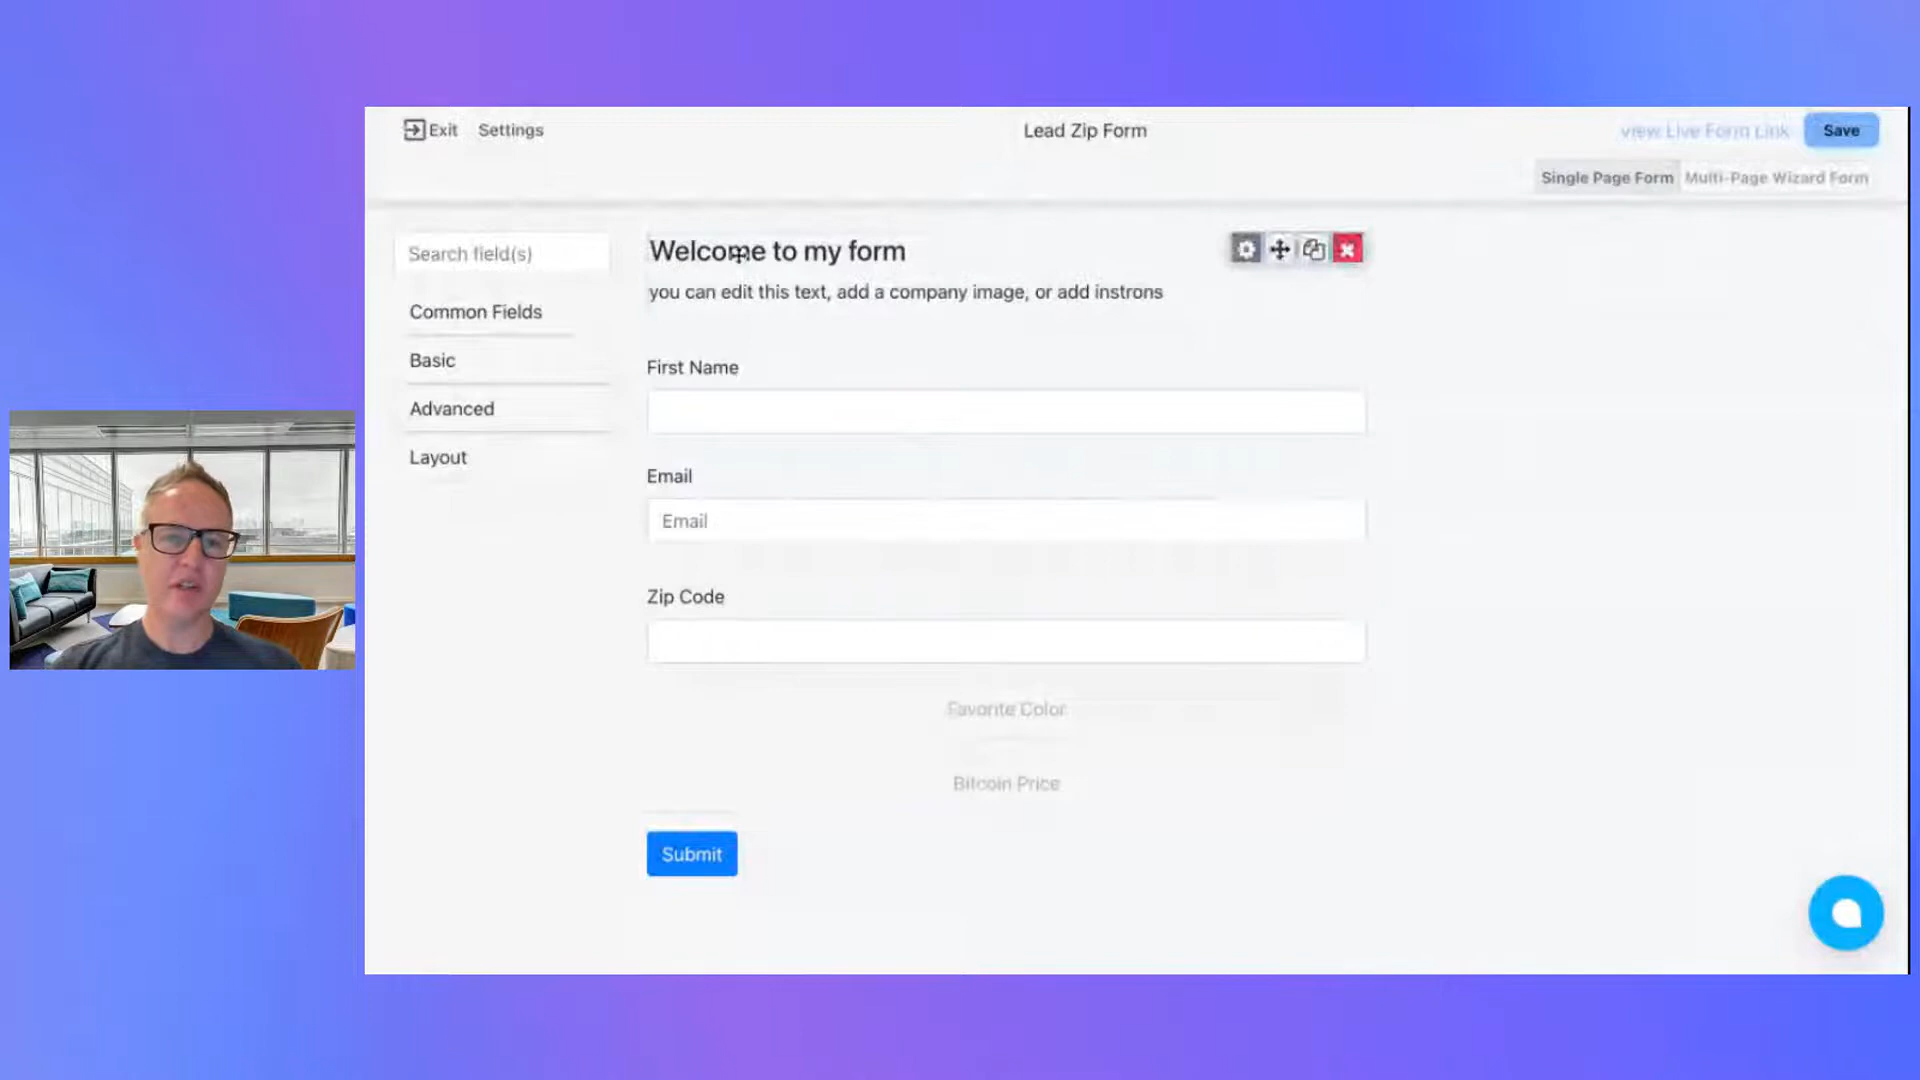 Exit Settings
Lead Zip Form
view Live Form Link
Save
Single Page Form Multi-Page Wizard Form
Search field(s)
Common Fields
Basic
Advanced
Layout
Welcome to my form
you can edit this text, add a company image, or add instrons
First Name
Email
Email
Zip Code
Favorite Color
Bitcoin Price
Submit